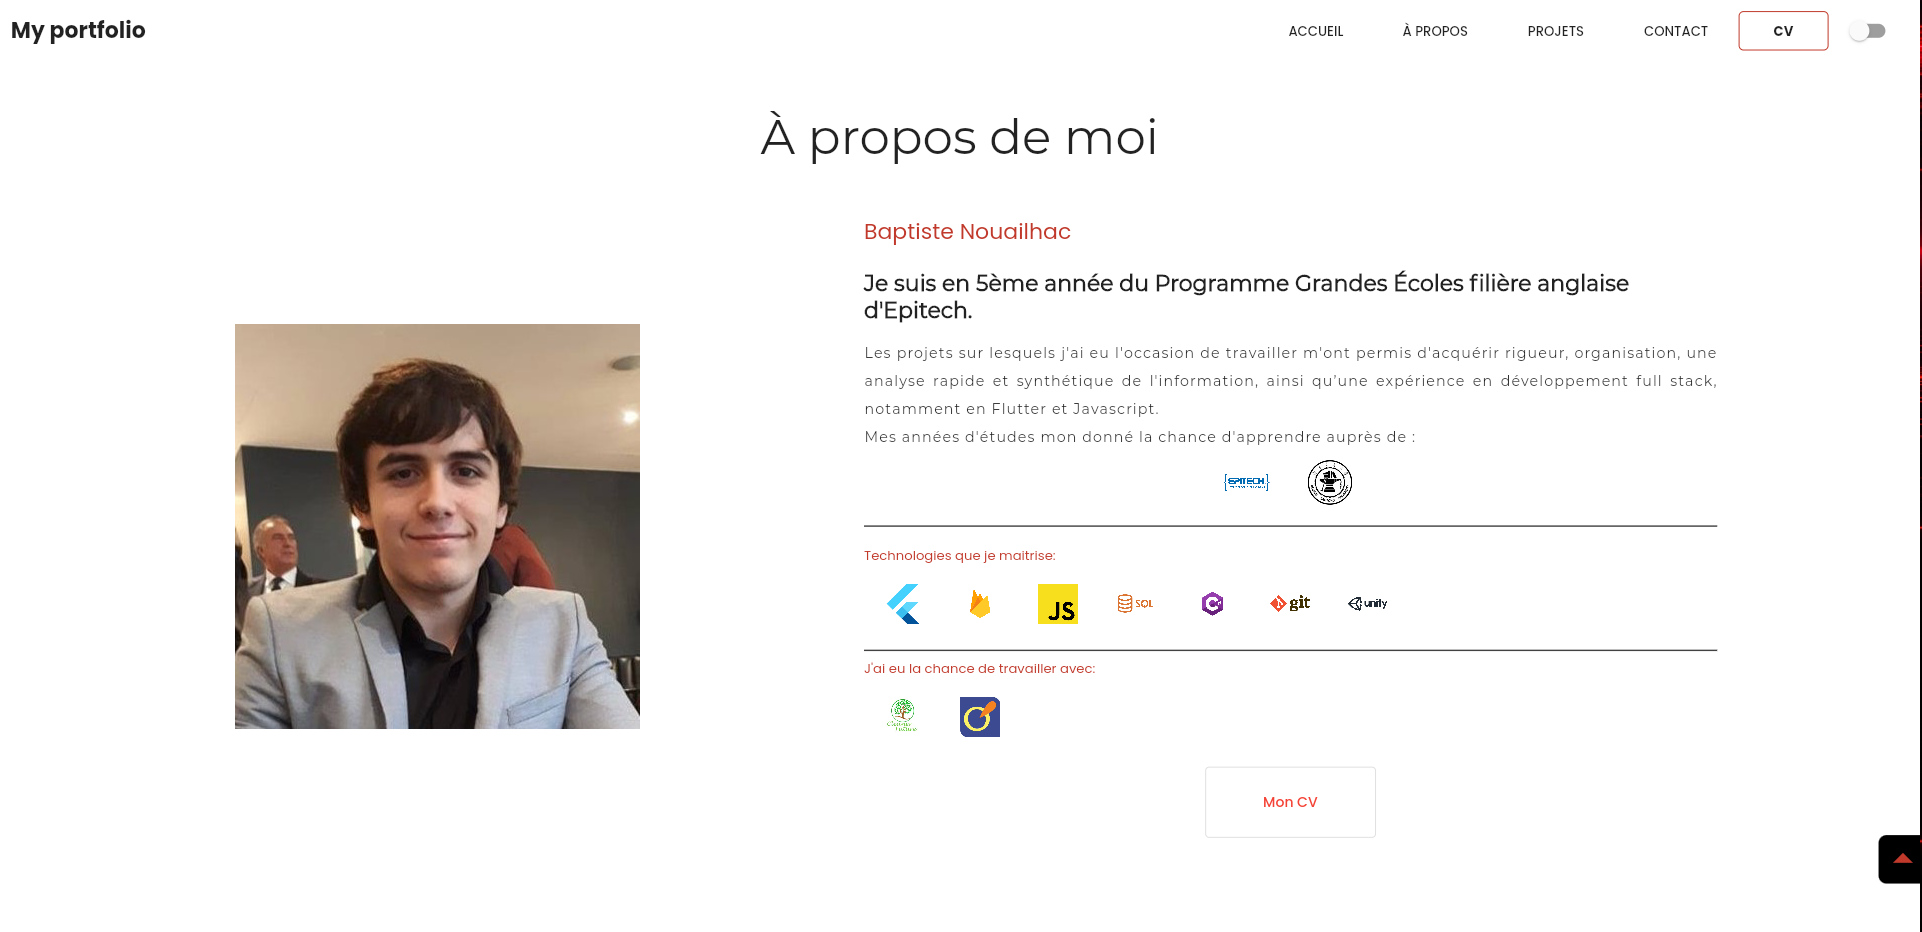 My portfolio
ACCUEIL
À PROPOS
PROJETS
CONTACT
CV
À propos de moi
Baptiste Nouailhac
Je suis en 5ème année du Programme Grandes Écoles filière anglaise
d'Epitech.
Les projets sur lesquels j'ai eu l'occasion de travailler m'ont permis d'acquérir rigueur, organisation, une
analyse rapide et synthétique de l'information, ainsi qu'une expérience en développement full stack,
notamment en Flutter et Javascript.
Mes années d'études mon donné la chance d'apprendre auprès de :
EPITECH
Technologies que je maitrise:
JS
SQL
C#
git
unity
J'ai eu la chance de travailler avec:
Mon CV